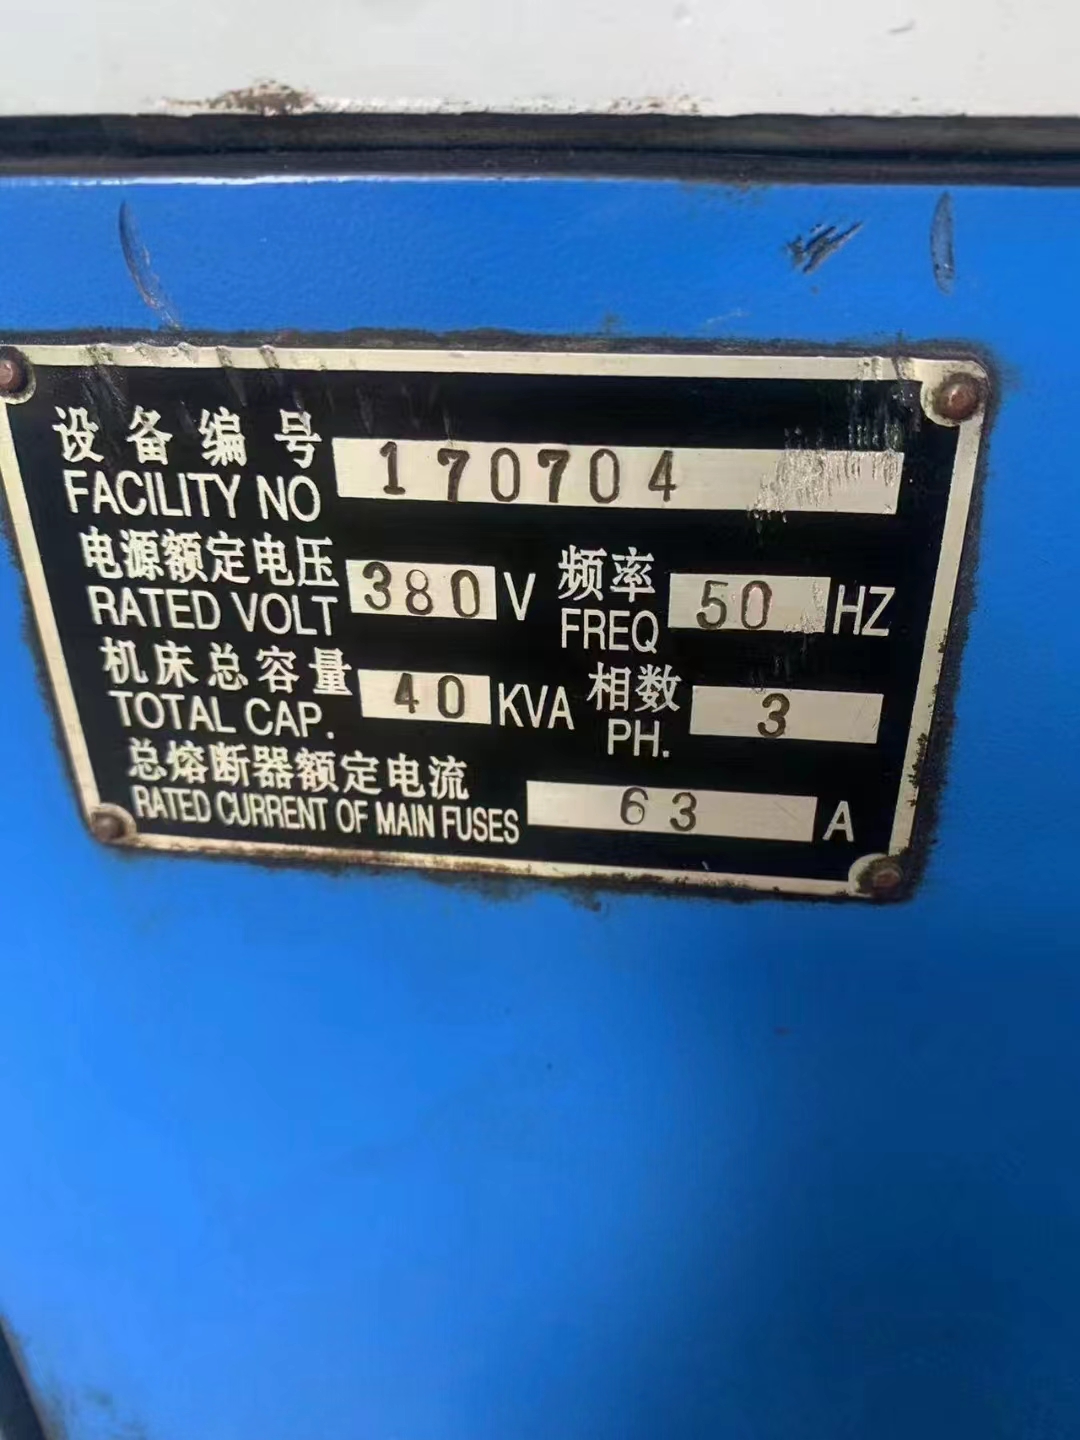 设备编号 170704
FACILITY NO
电源额定电压 380 V 频率 50 HZ
RATED VOLT FREQ
机床总容量 40 KVA 相数 3
TOTAL CAP. PH.
总熔断器额定电流 63 A
RATED CURRENT OF MAIN FUSES